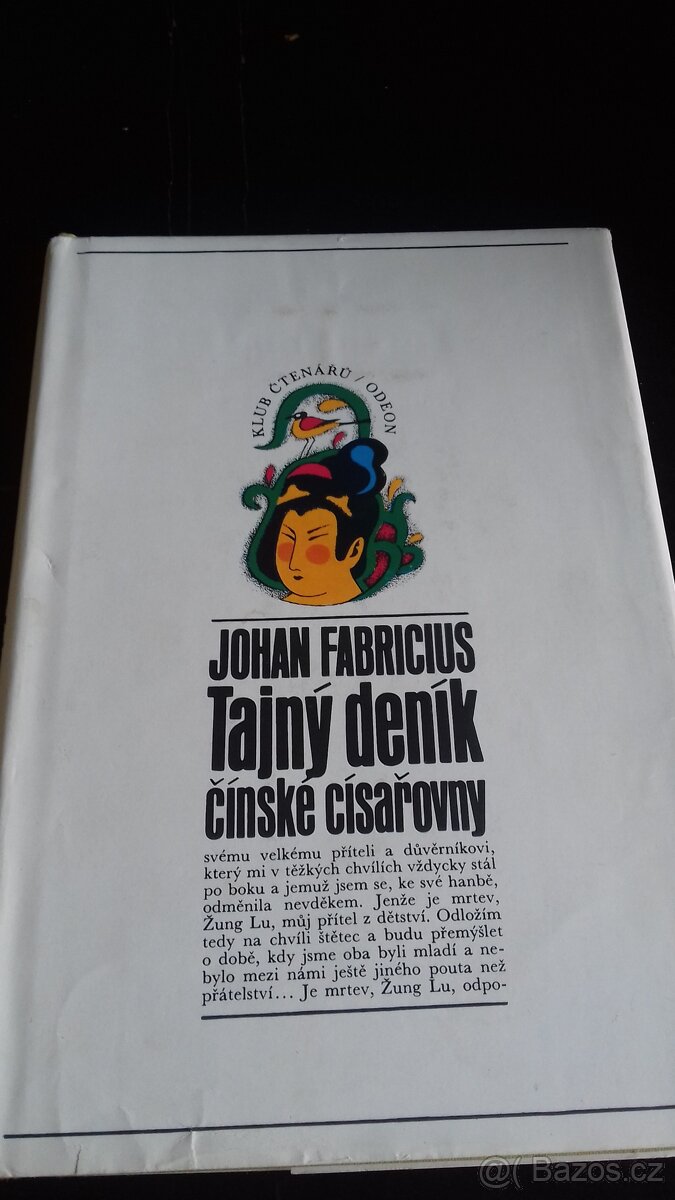 KLUB ČTENÁŘŮ / ODEON
JOHAN FABRICIUS
Tajný deník
čínské císařovny
svému velkému příteli a důvěrníkovi,
který mi v těžkých chvílích vždycky stál
po boku a jemuž jsem se, ke své hanbě,
odměnila nevděkem. Jenže je mrtev,
Žung Lu, můj přítel z dětství. Odložím
tedy na chvíli štětec a budu přemýšlet
o době, kdy jsme oba byli mladí a ne-
bylo mezi námi ještě jiného pouta než
přátelství... Je mrtev, Žung Lu, odpo-
@( Bazos.cz